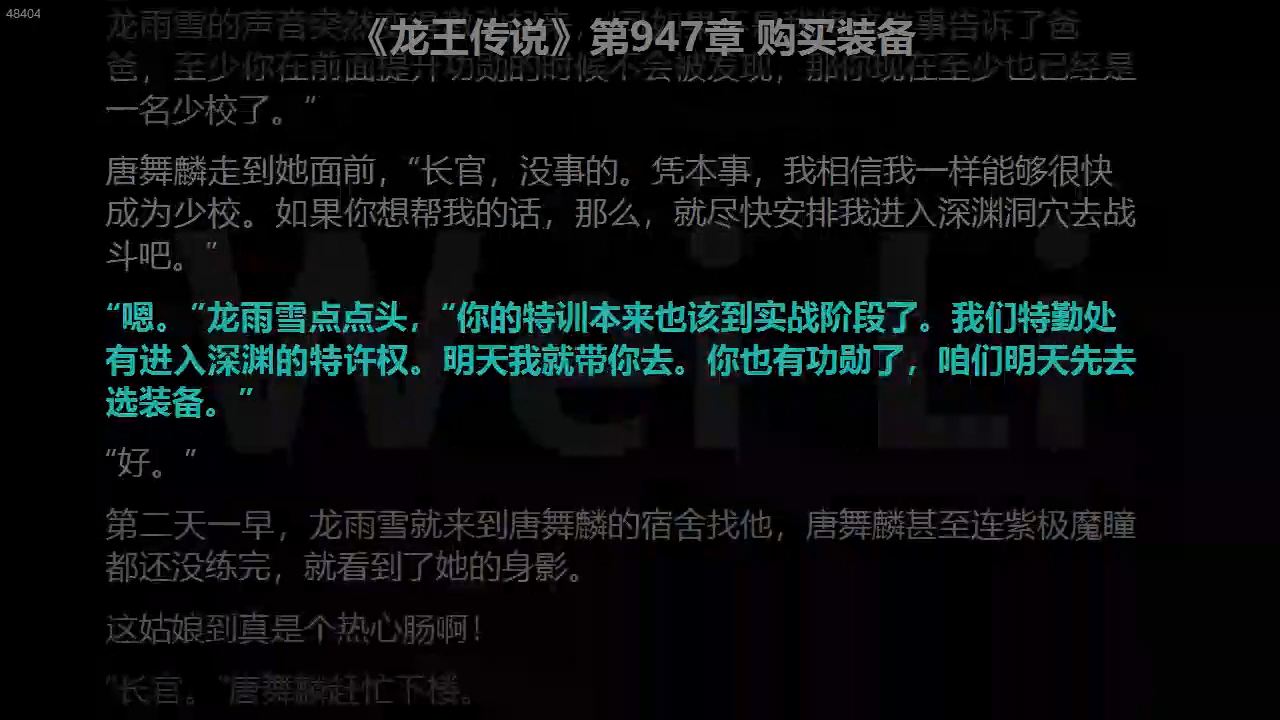 48404
《龙王传说》第947章 购买装备
龙雨雪的声音突然
事告诉了爸
爸，至少你在前面提升功勋的时候不会被发现，那你现在至少也已经是
一名少校了。”
唐舞麟走到她面前，“长官，没事的。凭本事，我相信我一样能够很快
成为少校。如果你想帮我的话，那么，就尽快安排我进入深渊洞穴去战
斗吧。”
“嗯。”龙雨雪点点头，“你的特训本来也该到实战阶段了。我们特勤处
有进入深渊的特许权。明天我就带你去。你也有功勋了，咱们明天先去
选装备。”
“好。”
第二天一早，龙雨雪就来到唐舞麟的宿舍找他，唐舞麟甚至连紫极魔瞳
都还没练完，就看到了她的身影。
这姑娘到真是个热心肠啊！
“长官。”唐舞麟赶忙下楼。
Wei Li